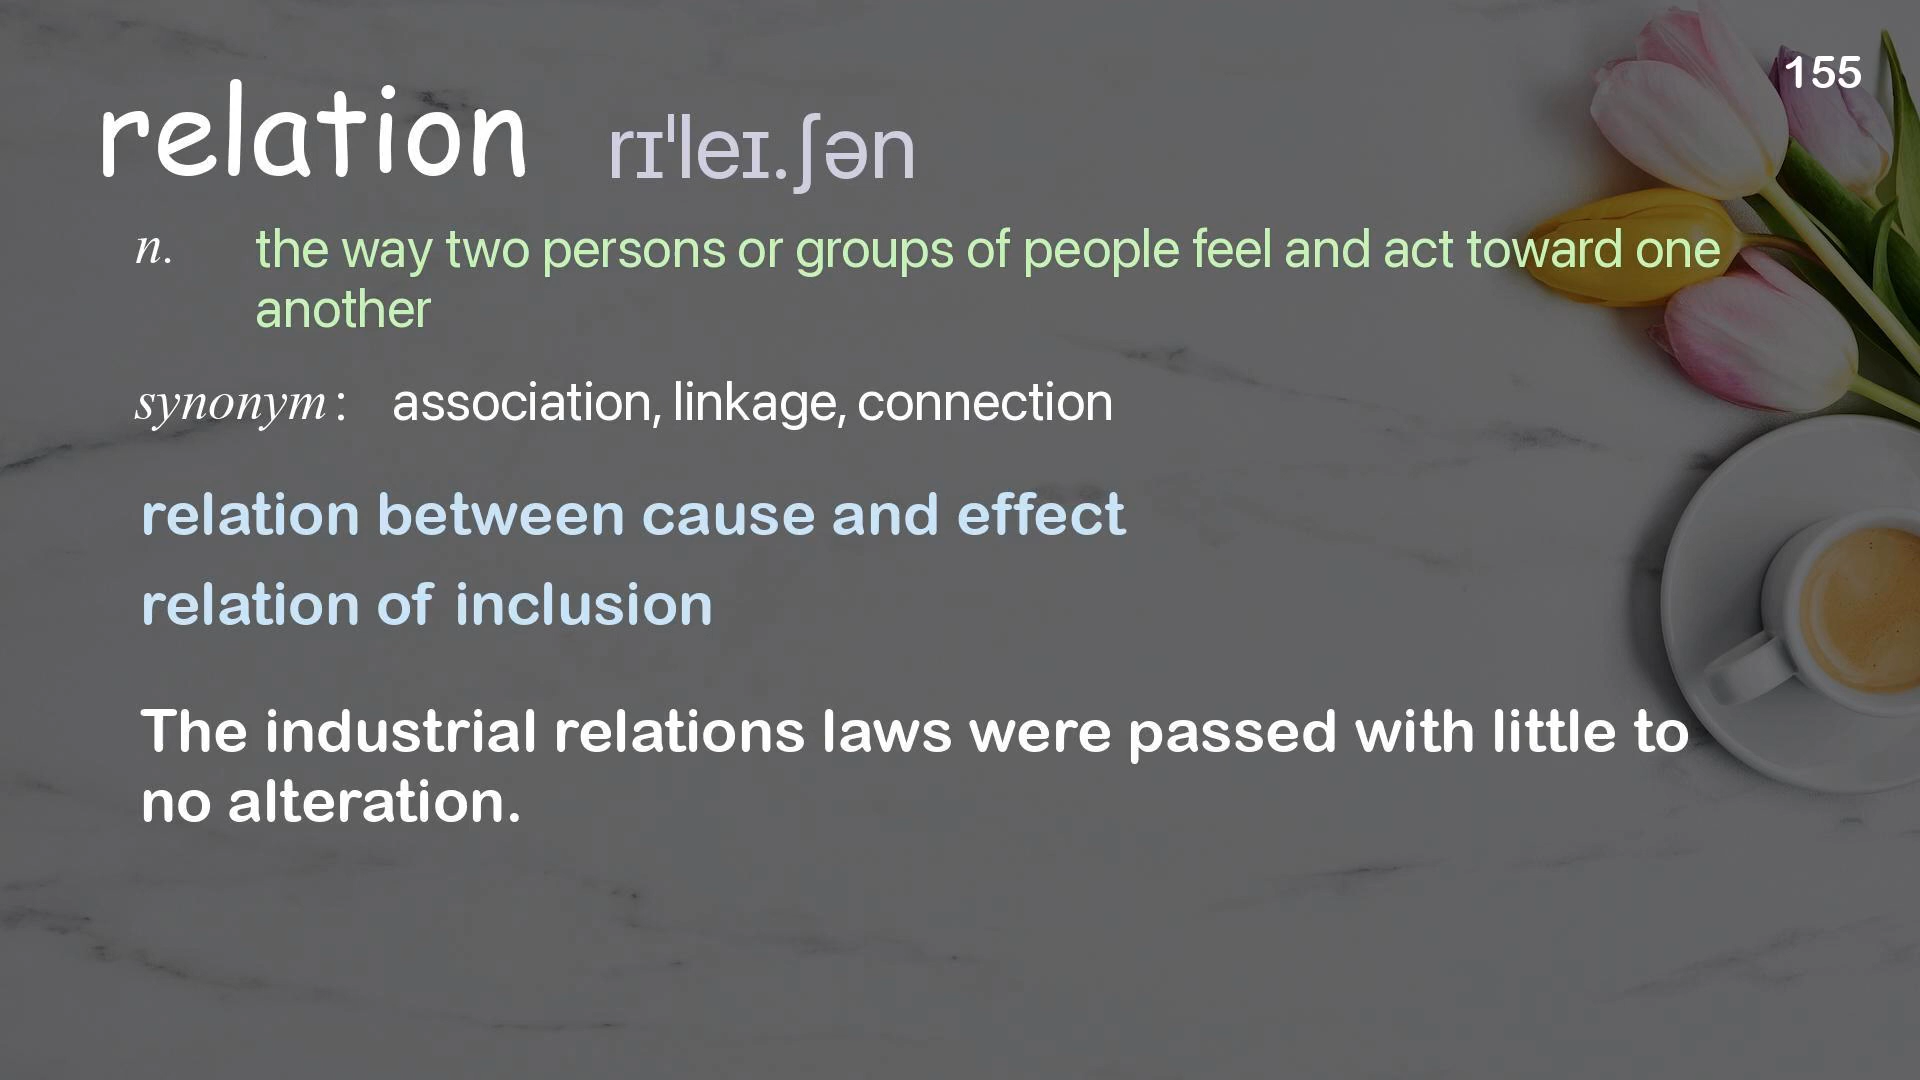 155
relation rɪˈleɪ.ʃən
n. the way two persons or groups of people feel and act toward one
another
synonym: association, linkage, connection
relation between cause and effect
relation of inclusion
The industrial relations laws were passed with little to
no alteration.